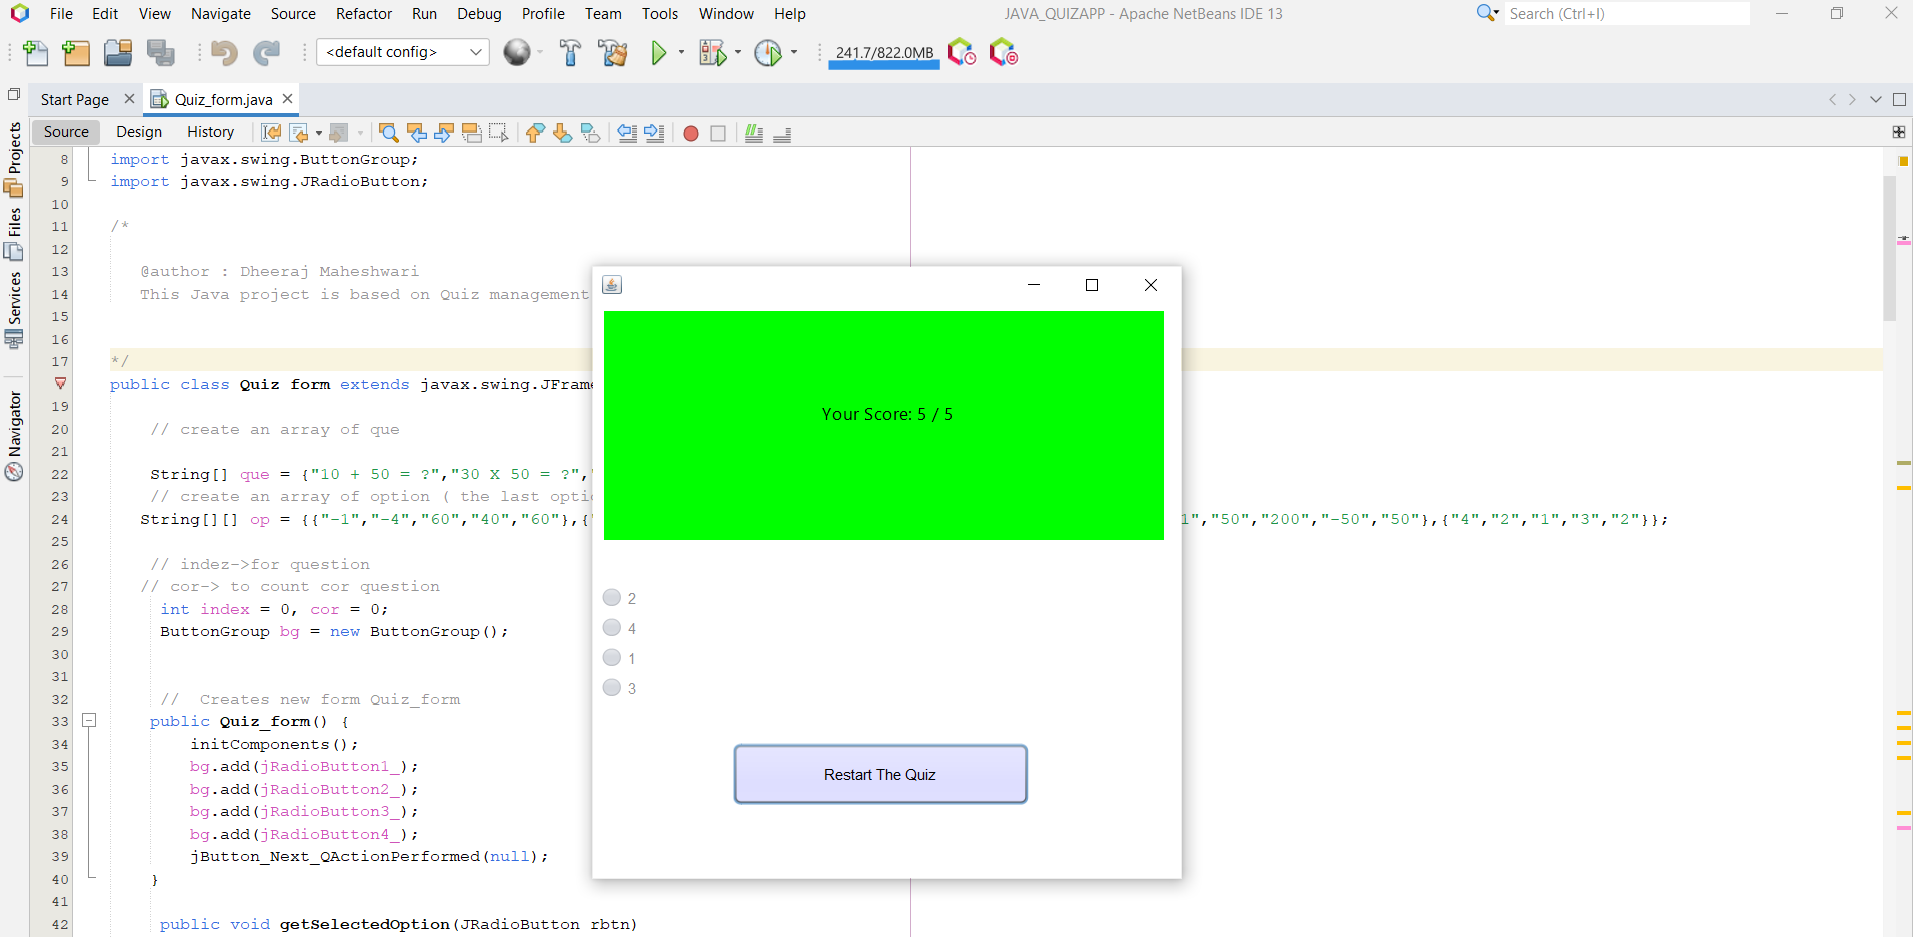 File Edit View Navigate Source Refactor Run Debug Profile Team Tools Window Help
JAVA_QUIZAPP - Apache NetBeans IDE 13
Search (Ctrl+I)
<default config>
241.7/822.0MB
Start Page
Quiz_form.java
Source Design History
Projects
Files
Services
Navigator
8 import javax.swing.ButtonGroup;
9 import javax.swing.JRadioButton;
10
11 /*
12
13 @author : Dheeraj Maheshwari
14 This Java project is based on Quiz management
15
16
17 */
public class Quiz_form extends javax.swing.JFrame
19
20 // create an array of que
21
22 String[] que = {"10 + 50 = ?","30 X 50 = ?",
23 // create an array of option ( the last optio
24 String[][] op = {{"-1","-4","60","40","60"},{ 1","50","200","-50","50"},{"4","2","1","3","2"}};
25
26 // indez->for question
27 // cor-> to count cor question
28 int index = 0, cor = 0;
29 ButtonGroup bg = new ButtonGroup();
30
31
32 // Creates new form Quiz_form
33 public Quiz_form() {
34 initComponents();
35 bg.add(jRadioButton1_);
36 bg.add(jRadioButton2_);
37 bg.add(jRadioButton3_);
38 bg.add(jRadioButton4_);
39 jButton_Next_QActionPerformed(null);
40 }
41
42 public void getSelectedOption(JRadioButton rbtn)
Your Score: 5 / 5
2
4
1
3
Restart The Quiz